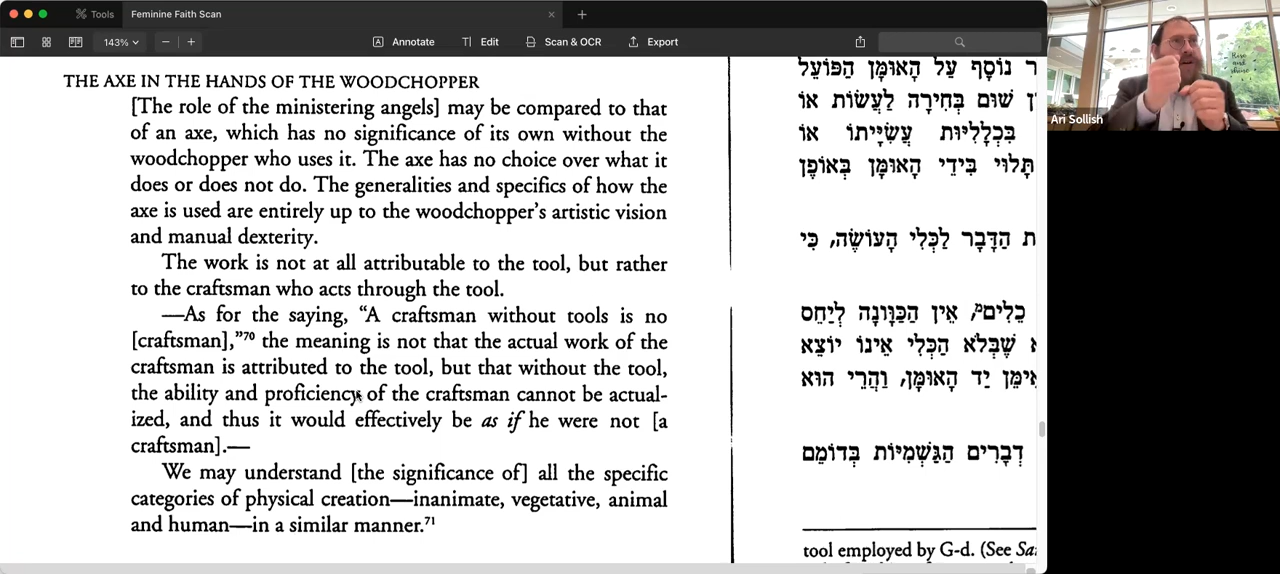 Tools
Feminine Faith Scan
143%
Annotate
Edit
Scan & OCR
Export
THE AXE IN THE HANDS OF THE WOODCHOPPER
[The role of the ministering angels] may be compared to that
of an axe, which has no significance of its own without the
woodchopper who uses it. The axe has no choice over what it
does or does not do. The generalities and specifics of how the
axe is used are entirely up to the woodchopper's artistic vision
and manual dexterity.
The work is not at all attributable to the tool, but rather
to the craftsman who acts through the tool.
—As for the saying, "A craftsman without tools is no
[craftsman],"70 the meaning is not that the actual work of the
craftsman is attributed to the tool, but that without the tool,
the ability and proficiency of the craftsman cannot be actual-
ized, and thus it would effectively be as if he were not [a
craftsman].—
We may understand [the significance of] all the specific
categories of physical creation—inanimate, vegetative, animal
and human—in a similar manner.71
ר נוֹסָף עַל הָאוּמָּן הַפּוֹעֵל
ן שׁוּם בְּחִירָה לַעֲשׂוֹת אוֹ
בִּכְלָלִיּוּת עֲשִׂיָּיתוֹ אוֹ
תָּלוּי בִּידֵי הָאוּמָּן בְּאוֹפֶן
ת הַדָּבָר לַכְּלִי הָעוֹשֶׂה, כִּי
כֵּלִים, אֵין הַכַּוָּונָה לְיַחֵס
א שֶׁבְּלֹא הַכְּלִי אֵינוֹ יוֹצֵא
אִימֵּן יַד הָאוּמָּן, וַהֲרֵי הוּא
דְבָרִים הַגַּשְׁמִיּוֹת בְּדוֹמֵם
tool employed by G-d. (See Sa
Rise
and
shine
Ari Sollish